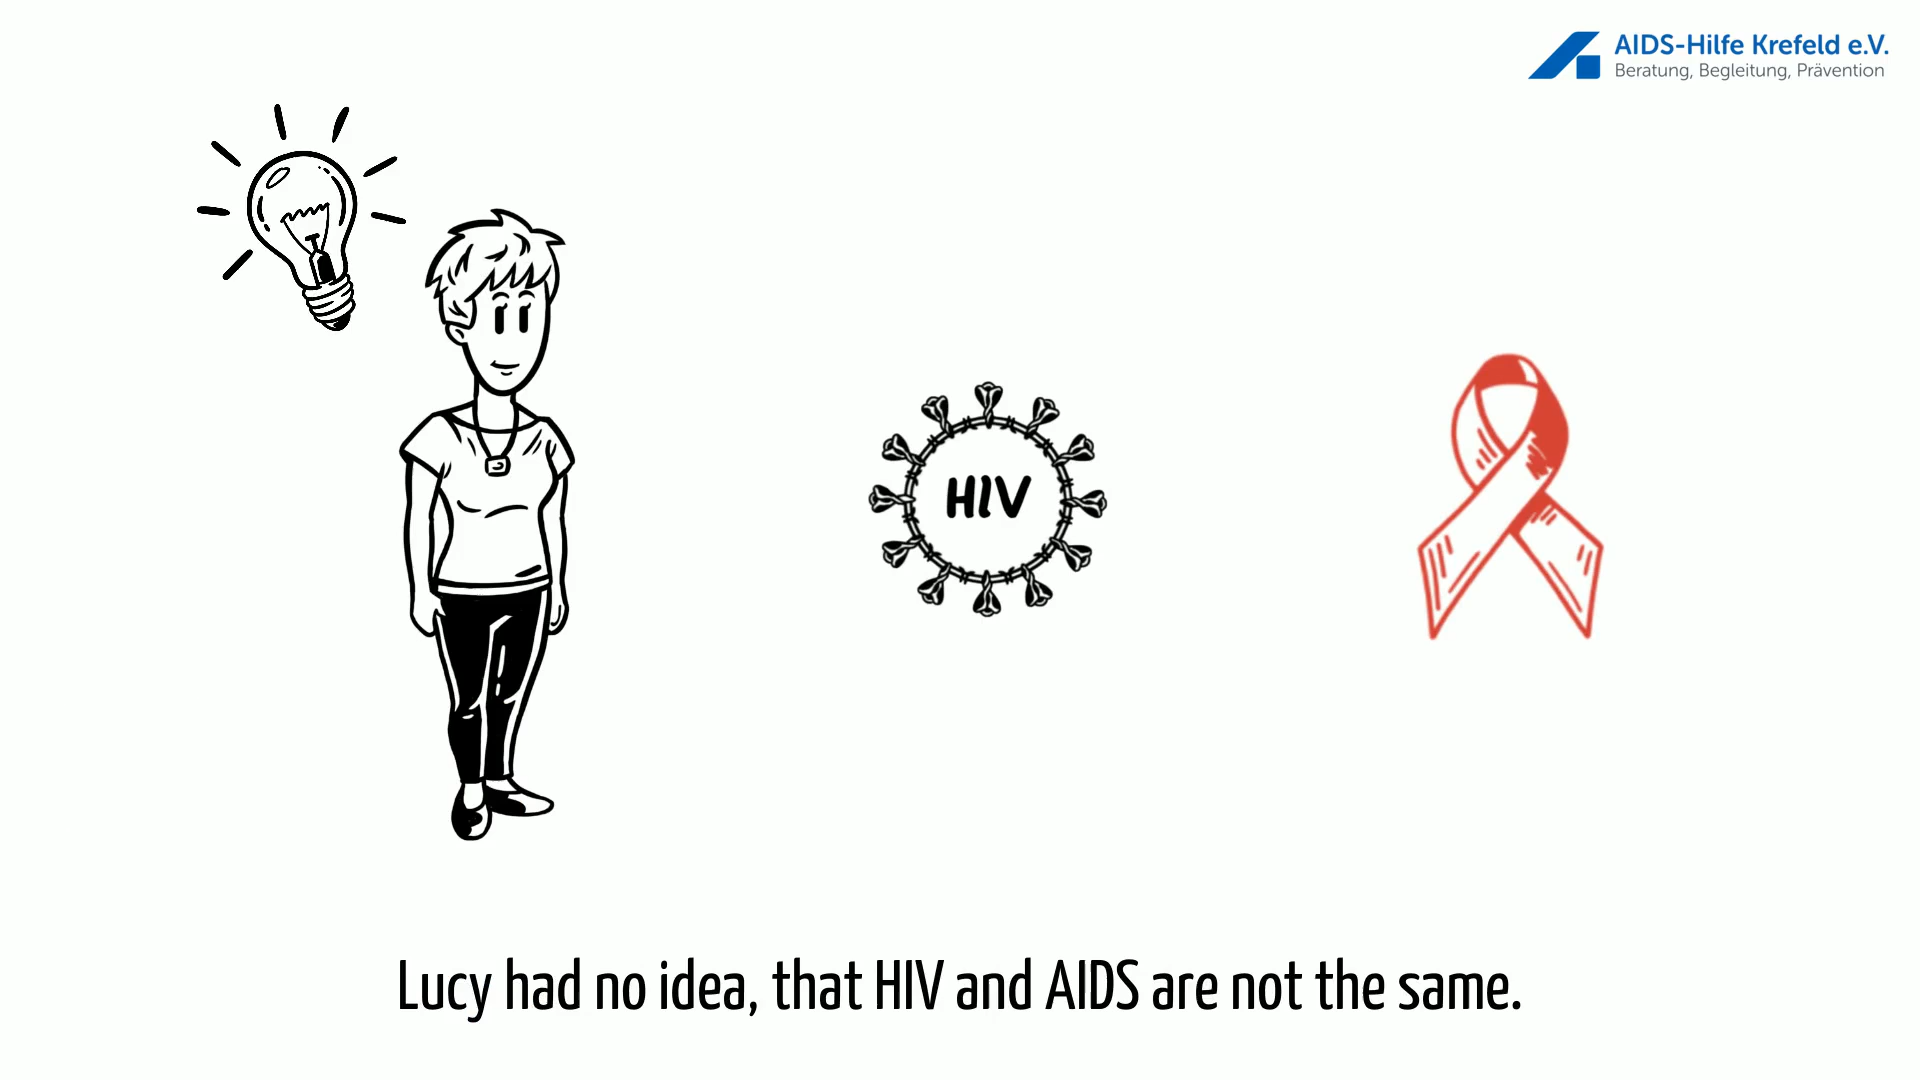 AIDS-Hilfe Krefeld e.V.
Beratung, Begleitung, Prävention
HIV
Lucy had no idea, that HIV and AIDS are not the same.